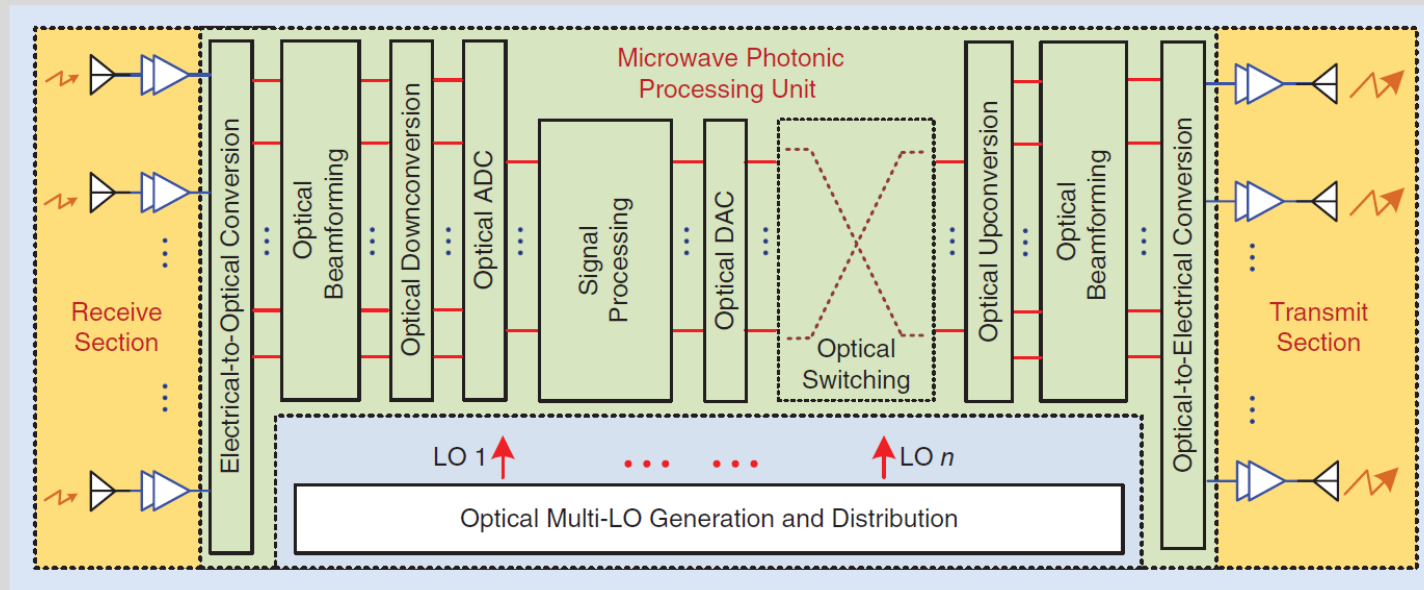 Microwave Photonic
Processing Unit
Receive
Section
Electrical-to-Optical Conversion
Optical
Beamforming
Optical Downconversion
Optical ADC
Signal
Processing
Optical DAC
Optical
Switching
Optical Upconversion
Optical
Beamforming
Optical-to-Electrical Conversion
Transmit
Section
LO 1
LO n
Optical Multi-LO Generation and Distribution